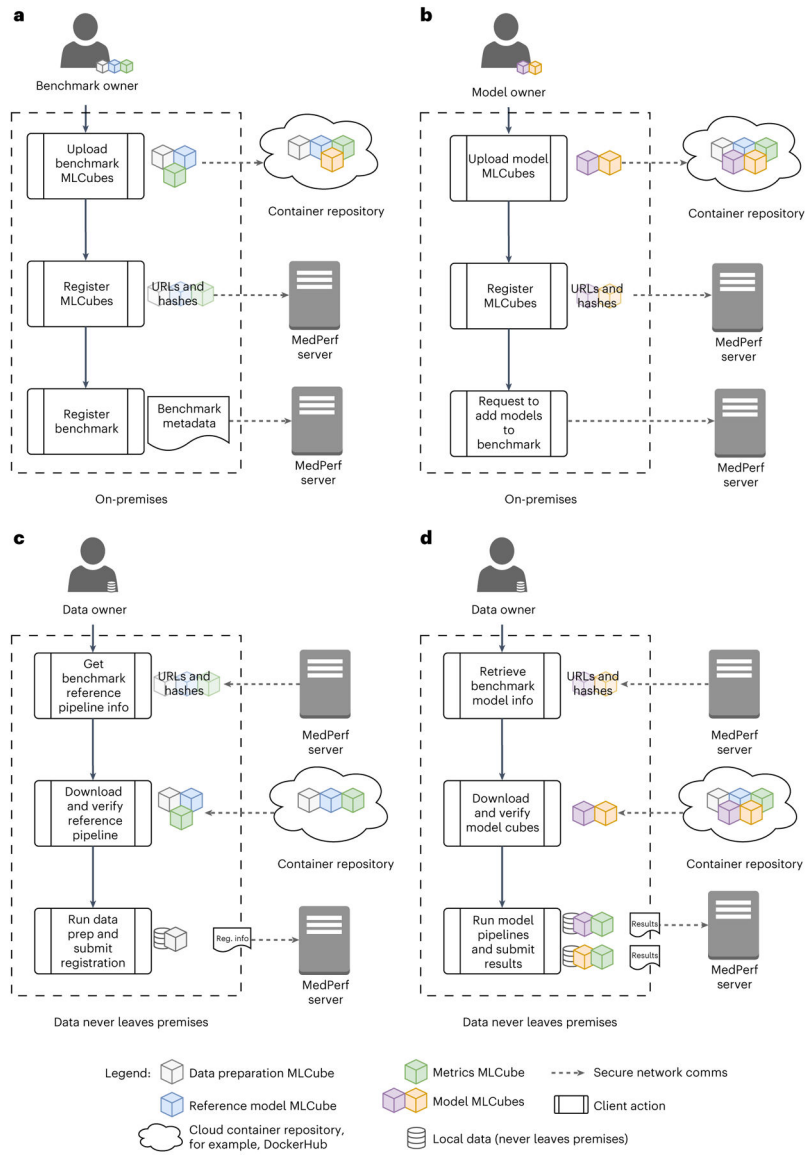 a
Benchmark owner
Upload
benchmark
MLCubes
Container repository
Register
MLCubes
URLs and
hashes
MedPerf
server
Register
benchmark
Benchmark
metadata
MedPerf
server
On-premises
b
Model owner
Upload model
MLCubes
Container repository
Register
MLCubes
URLs and
hashes
MedPerf
server
Request to
add models
to
benchmark
MedPerf
server
On-premises
c
Data owner
Get
benchmark
reference
pipeline info
URLs and
hashes
MedPerf
server
Download
and verify
reference
pipeline
Container repository
Run data
prep and
submit
registration
Reg. info
MedPerf
server
Data never leaves premises
d
Data owner
Retrieve
benchmark
model info
URLs and
hashes
MedPerf
server
Download
and verify
model cubes
Container repository
Run model
pipelines
and submit
results
Results
Results
MedPerf
server
Data never leaves premises
Legend:
Data preparation MLCube
Metrics MLCube
Secure network comms
Reference model MLCube
Model MLCubes
Client action
Cloud container repository,
for example, DockerHub
Local data (never leaves premises)